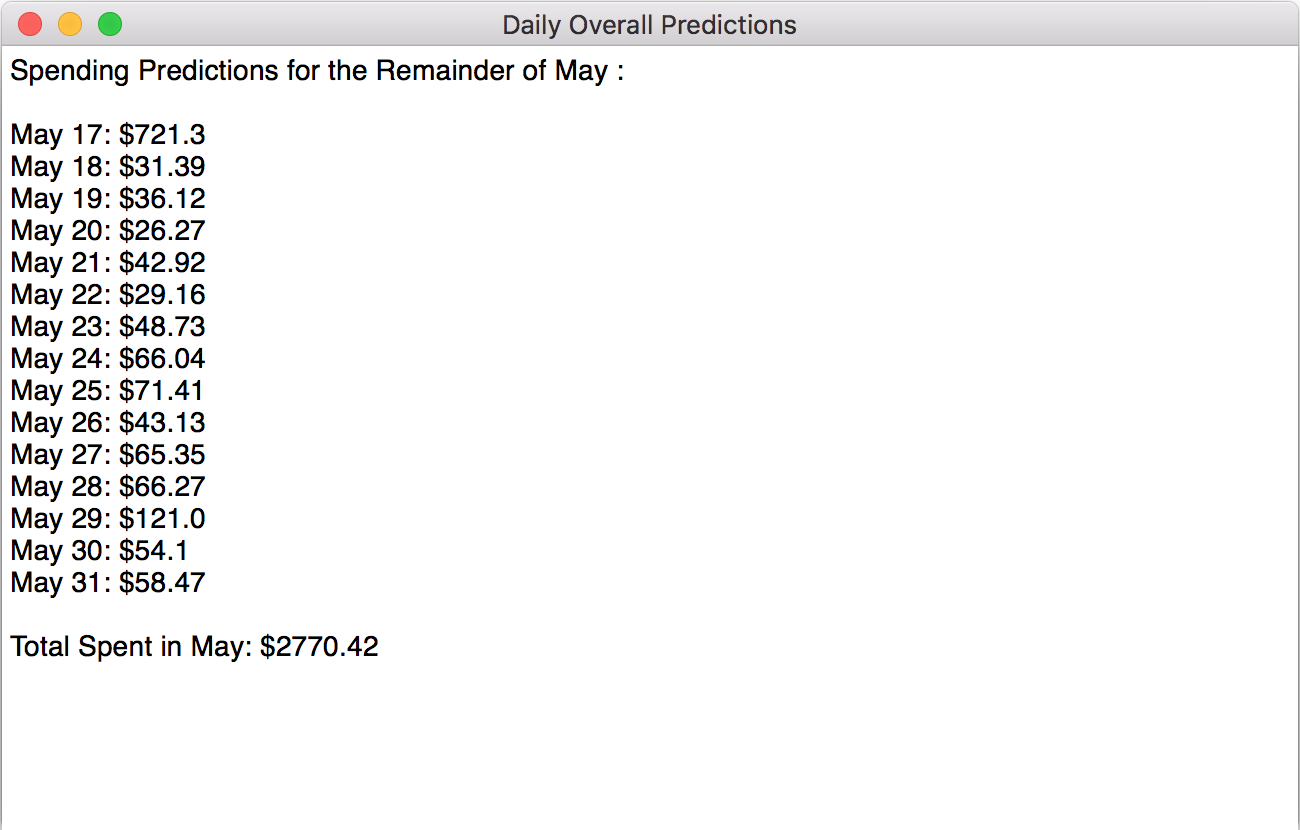 Daily Overall Predictions
Spending Predictions for the Remainder of May :
May 17: $721.3
May 18: $31.39
May 19: $36.12
May 20: $26.27
May 21: $42.92
May 22: $29.16
May 23: $48.73
May 24: $66.04
May 25: $71.41
May 26: $43.13
May 27: $65.35
May 28: $66.27
May 29: $121.0
May 30: $54.1
May 31: $58.47
Total Spent in May: $2770.42